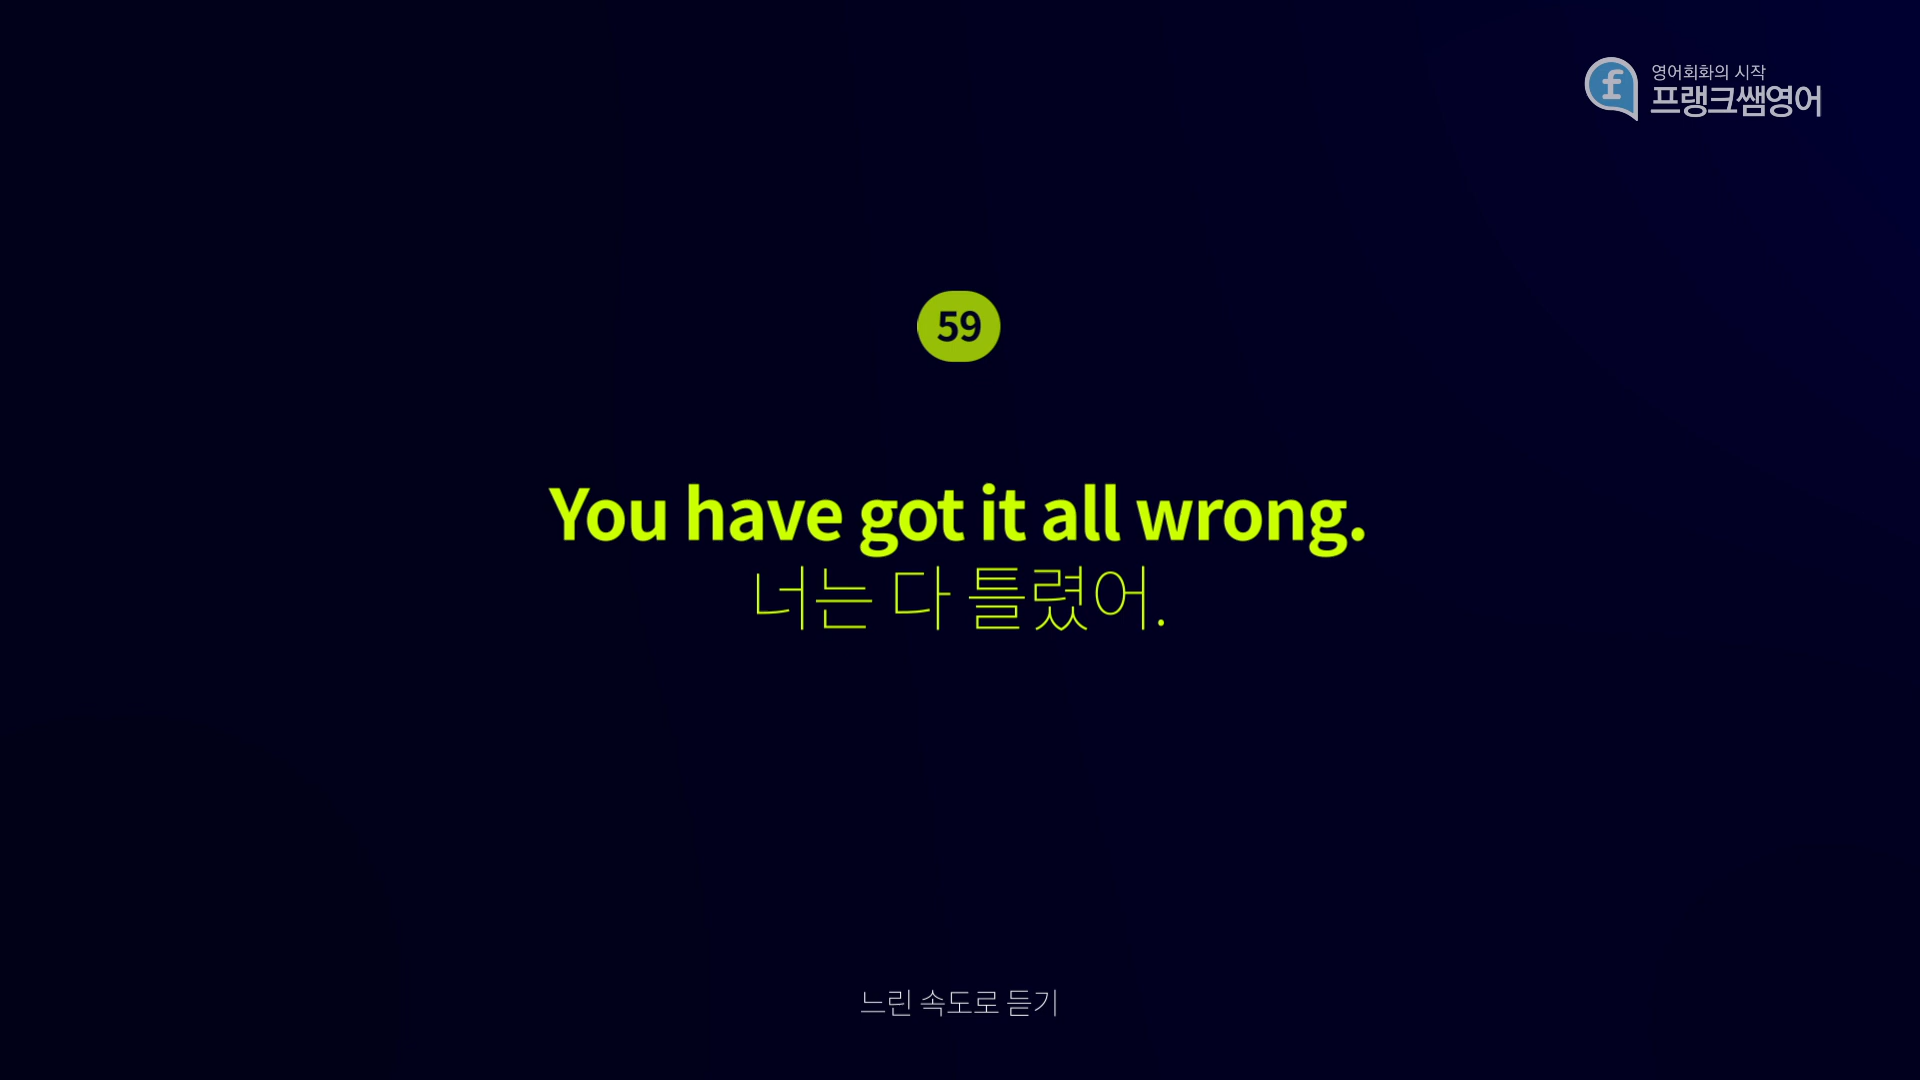 영어회화의 시작
프랭크쌤영어
59
You have got it all wrong.
너는 다 틀렸어.
느린 속도로 듣기